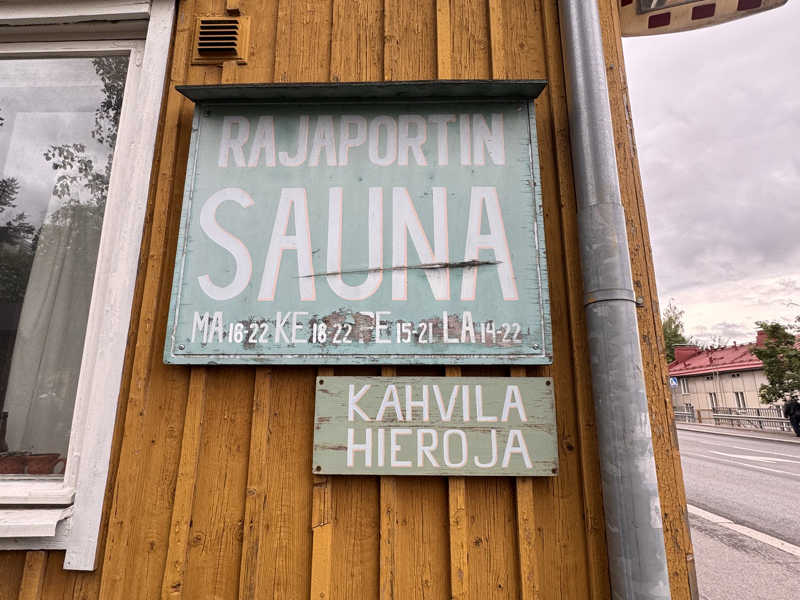 RAJAPORTIN
SAUNA
MA 16-22 KE 18-22 PE 15-21 LA 14-22
KAHVILA
HIEROJA